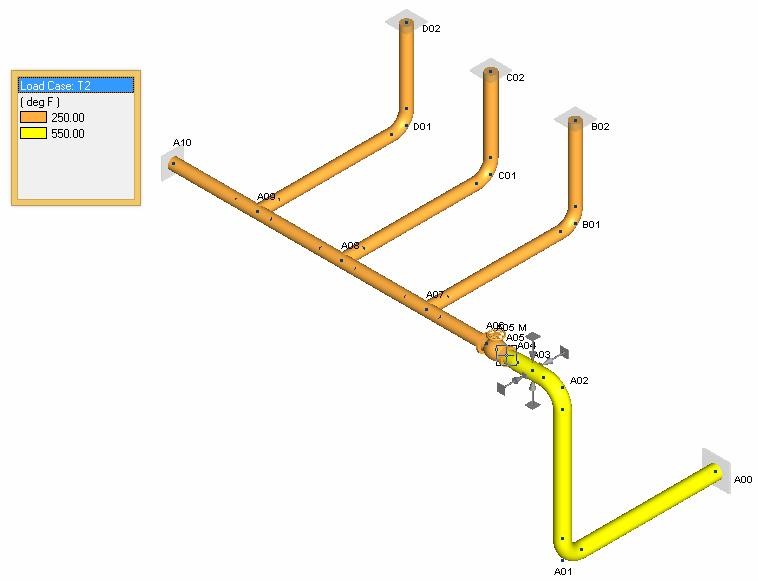 Load Case: T2
( deg F )
250.00
550.00
D02
C02
B02
D01
A10
C01
A09
B01
A08
A07
A06
A05 M
A05
A04
A03
A02
A00
A01